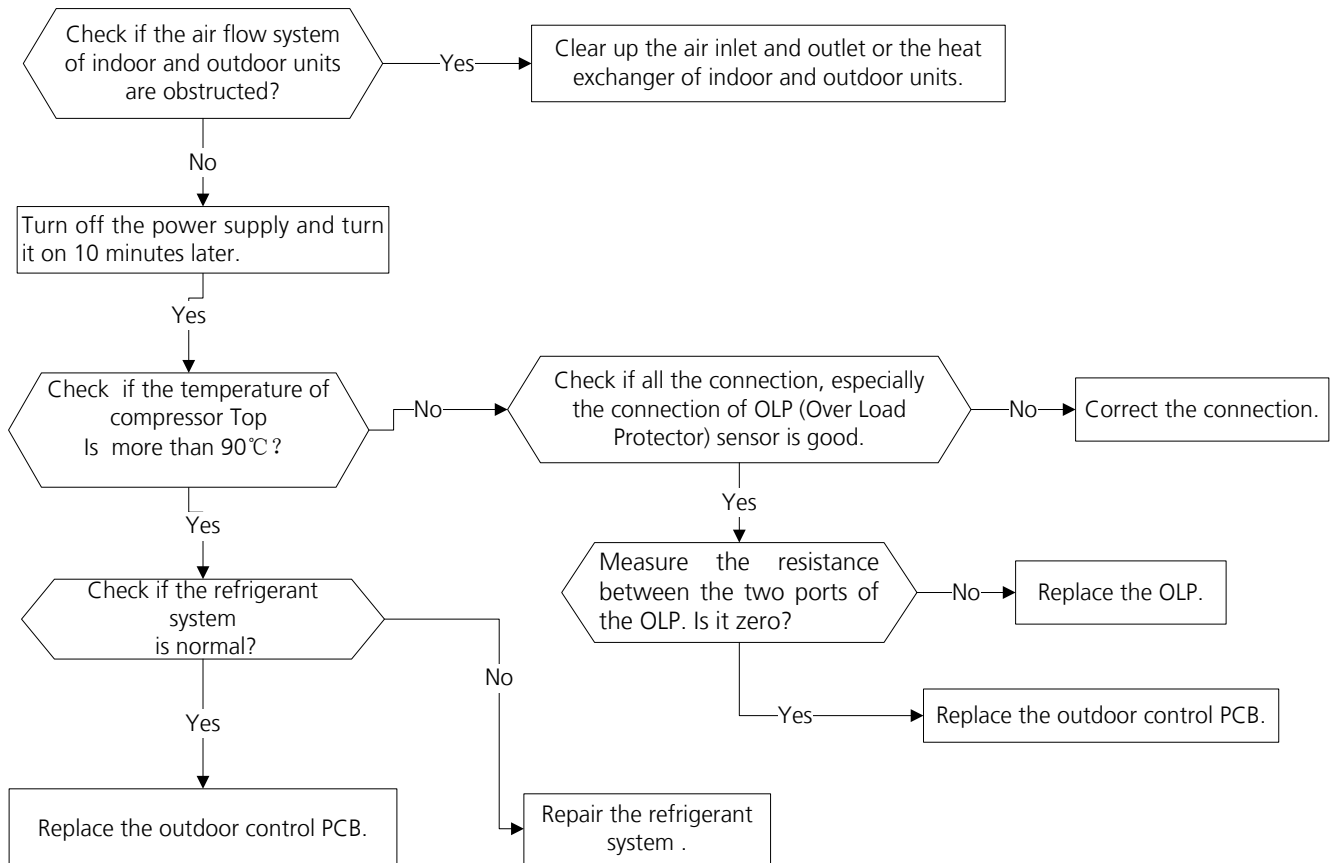 Check if the air flow system
of indoor and outdoor units
are obstructed?
Yes
Clear up the air inlet and outlet or the heat
exchanger of indoor and outdoor units.
No
Turn off the power supply and turn
it on 10 minutes later.
Yes
Check if the temperature of
compressor Top
Is more than 90℃?
No
Check if all the connection, especially
the connection of OLP (Over Load
Protector) sensor is good.
No
Correct the connection.
Yes
Yes
Measure the resistance
between the two ports of
the OLP. Is it zero?
No
Replace the OLP.
Check if the refrigerant
system
is normal?
No
Yes
Yes
Replace the outdoor control PCB.
Replace the outdoor control PCB.
Repair the refrigerant
system .